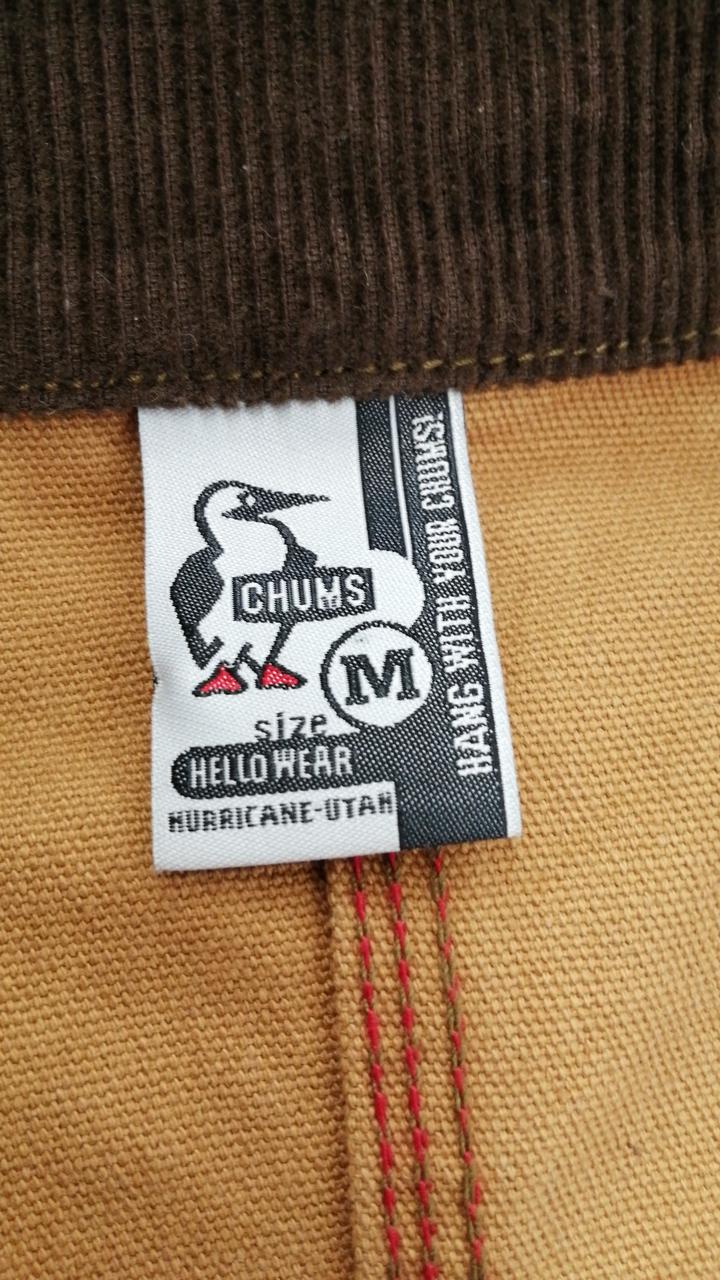 CHUMS
M
size
HELLO WEAR
HURRICANE-UTAH
HANG WITH YOUR CHUMS!